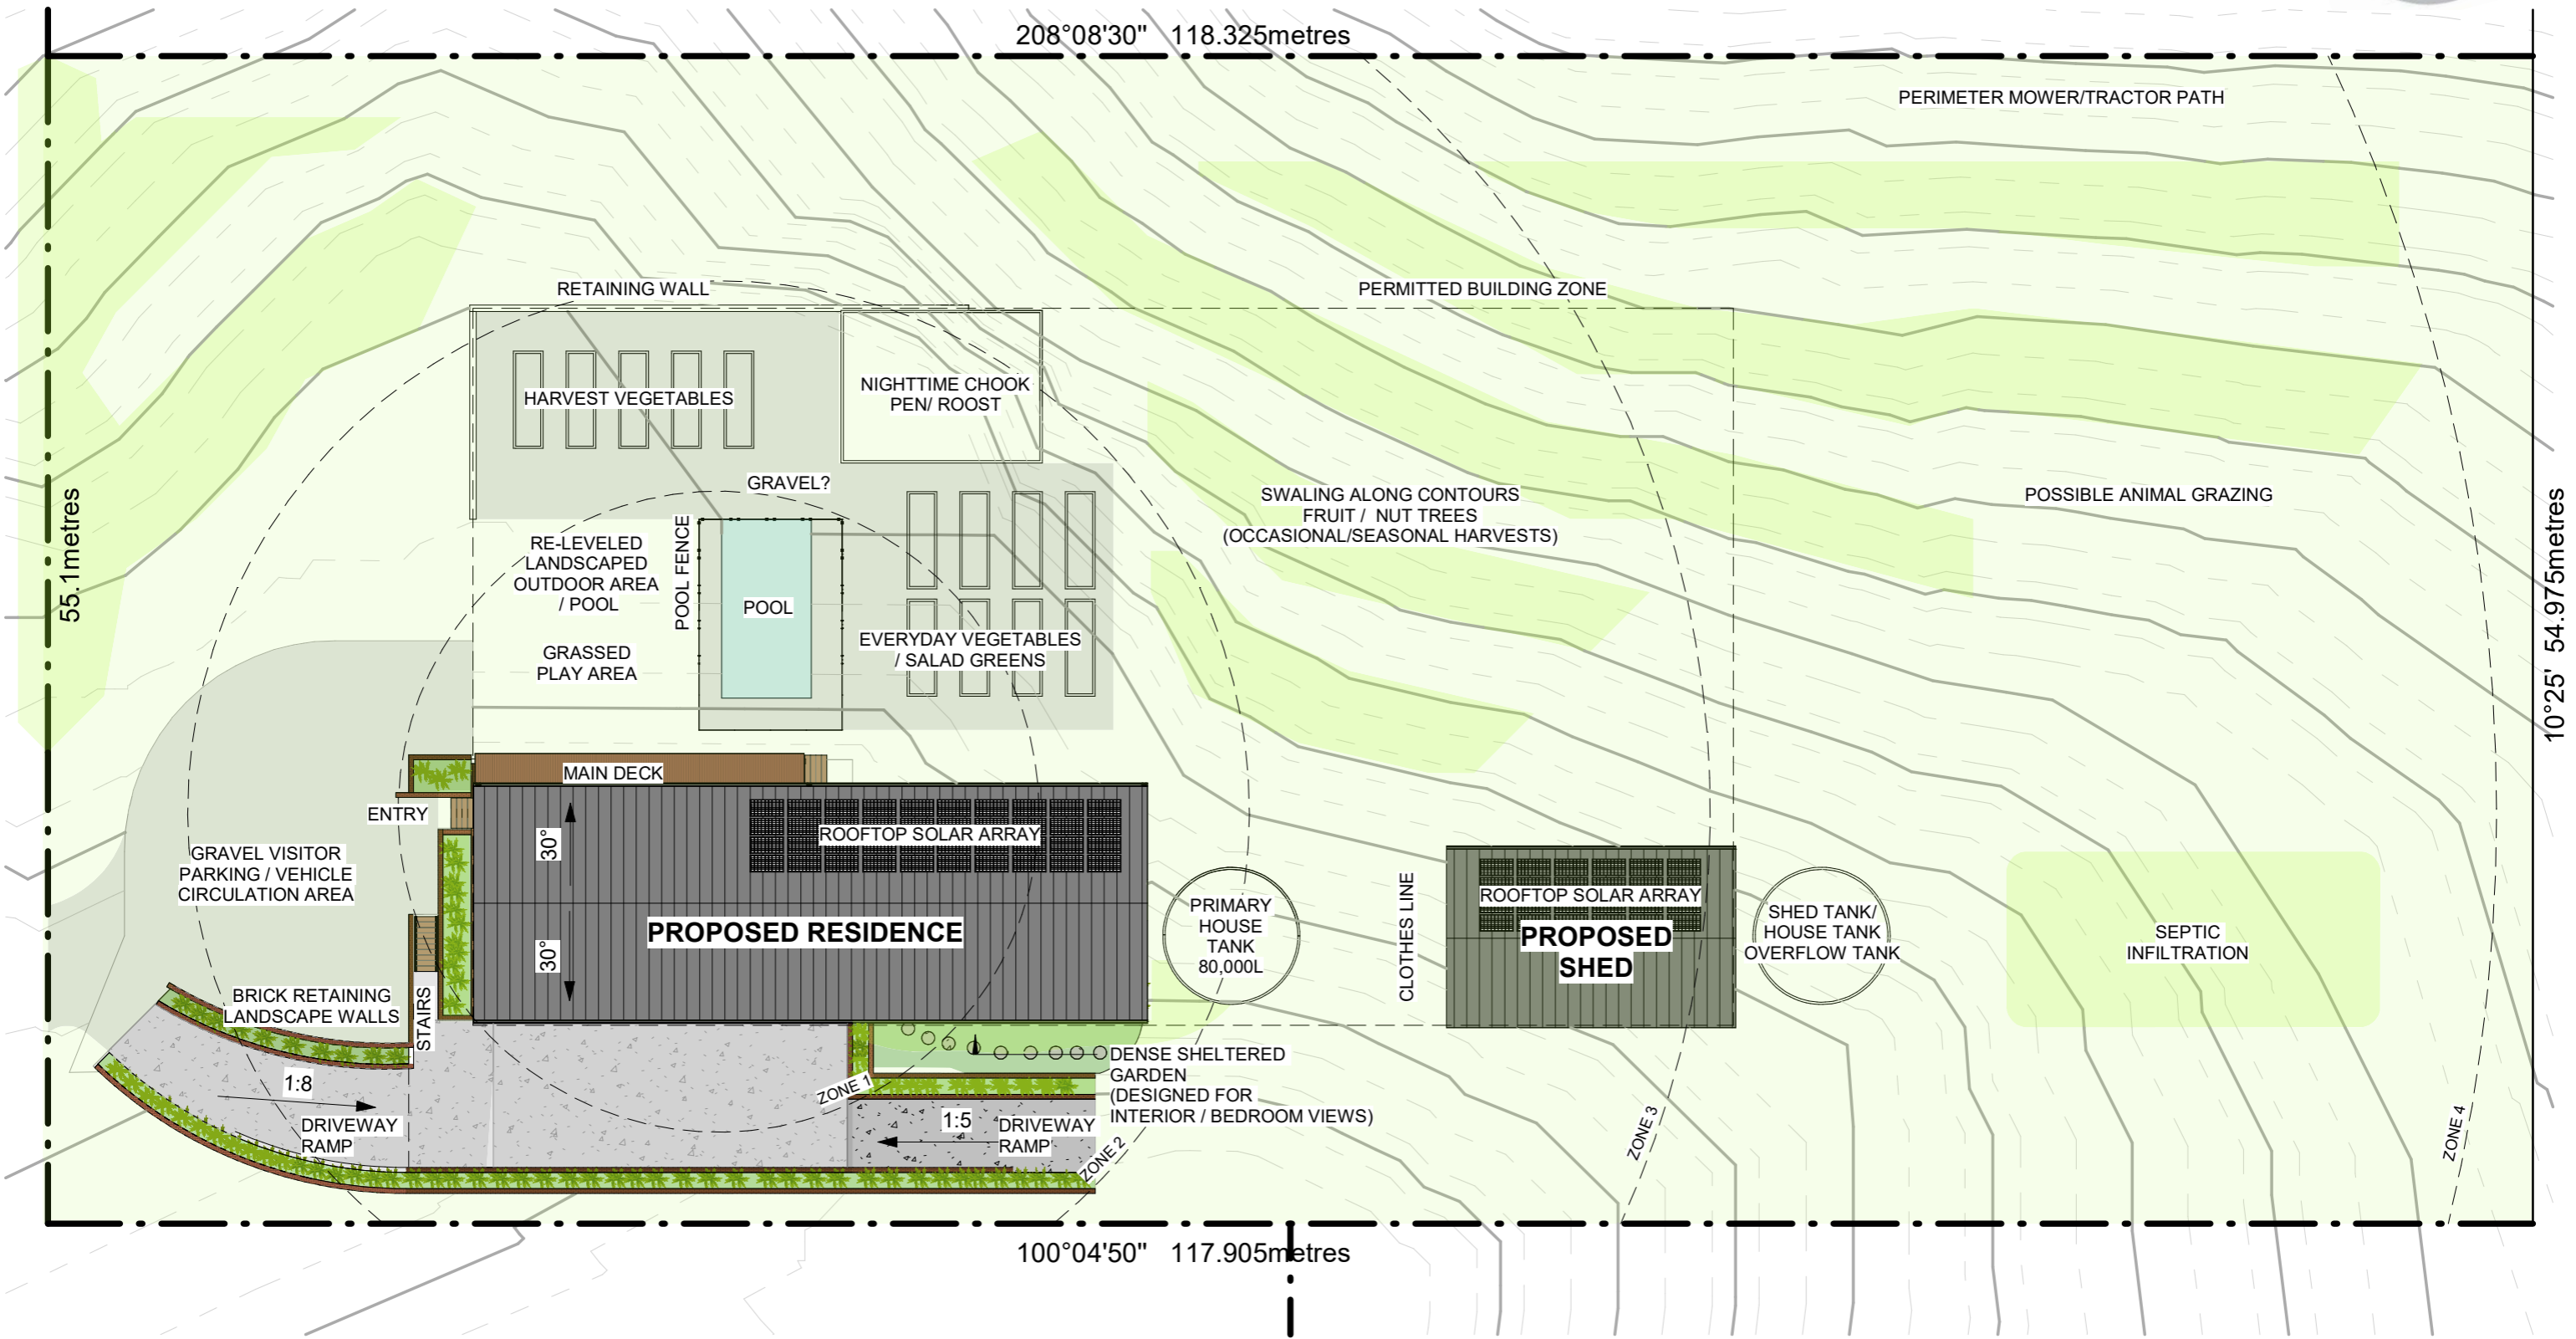 208°08'30"   118.325metres
PERIMETER MOWER/TRACTOR PATH
RETAINING WALL
PERMITTED BUILDING ZONE
HARVEST VEGETABLES
NIGHTTIME CHOOK
PEN/ ROOST
GRAVEL?
SWALING ALONG CONTOURS
FRUIT / NUT TREES
(OCCASIONAL/SEASONAL HARVESTS)
POSSIBLE ANIMAL GRAZING
55.1metres
10°25'  54.975metres
RE-LEVELED
LANDSCAPED
OUTDOOR AREA
/ POOL
POOL FENCE
POOL
GRASSED
PLAY AREA
EVERYDAY VEGETABLES
/ SALAD GREENS
MAIN DECK
ENTRY
30°
30°
ROOFTOP SOLAR ARRAY
PROPOSED RESIDENCE
GRAVEL VISITOR
PARKING / VEHICLE
CIRCULATION AREA
PRIMARY
HOUSE
TANK
80,000L
CLOTHES LINE
ROOFTOP SOLAR ARRAY
PROPOSED
SHED
SHED TANK/
HOUSE TANK
OVERFLOW TANK
SEPTIC
INFILTRATION
BRICK RETAINING
LANDSCAPE WALLS
STAIRS
1:8
DRIVEWAY
RAMP
ZONE 1
1:5
DRIVEWAY
RAMP
DENSE SHELTERED
GARDEN
(DESIGNED FOR
INTERIOR / BEDROOM VIEWS)
ZONE 2
ZONE 3
ZONE 4
100°04'50"   117.905metres